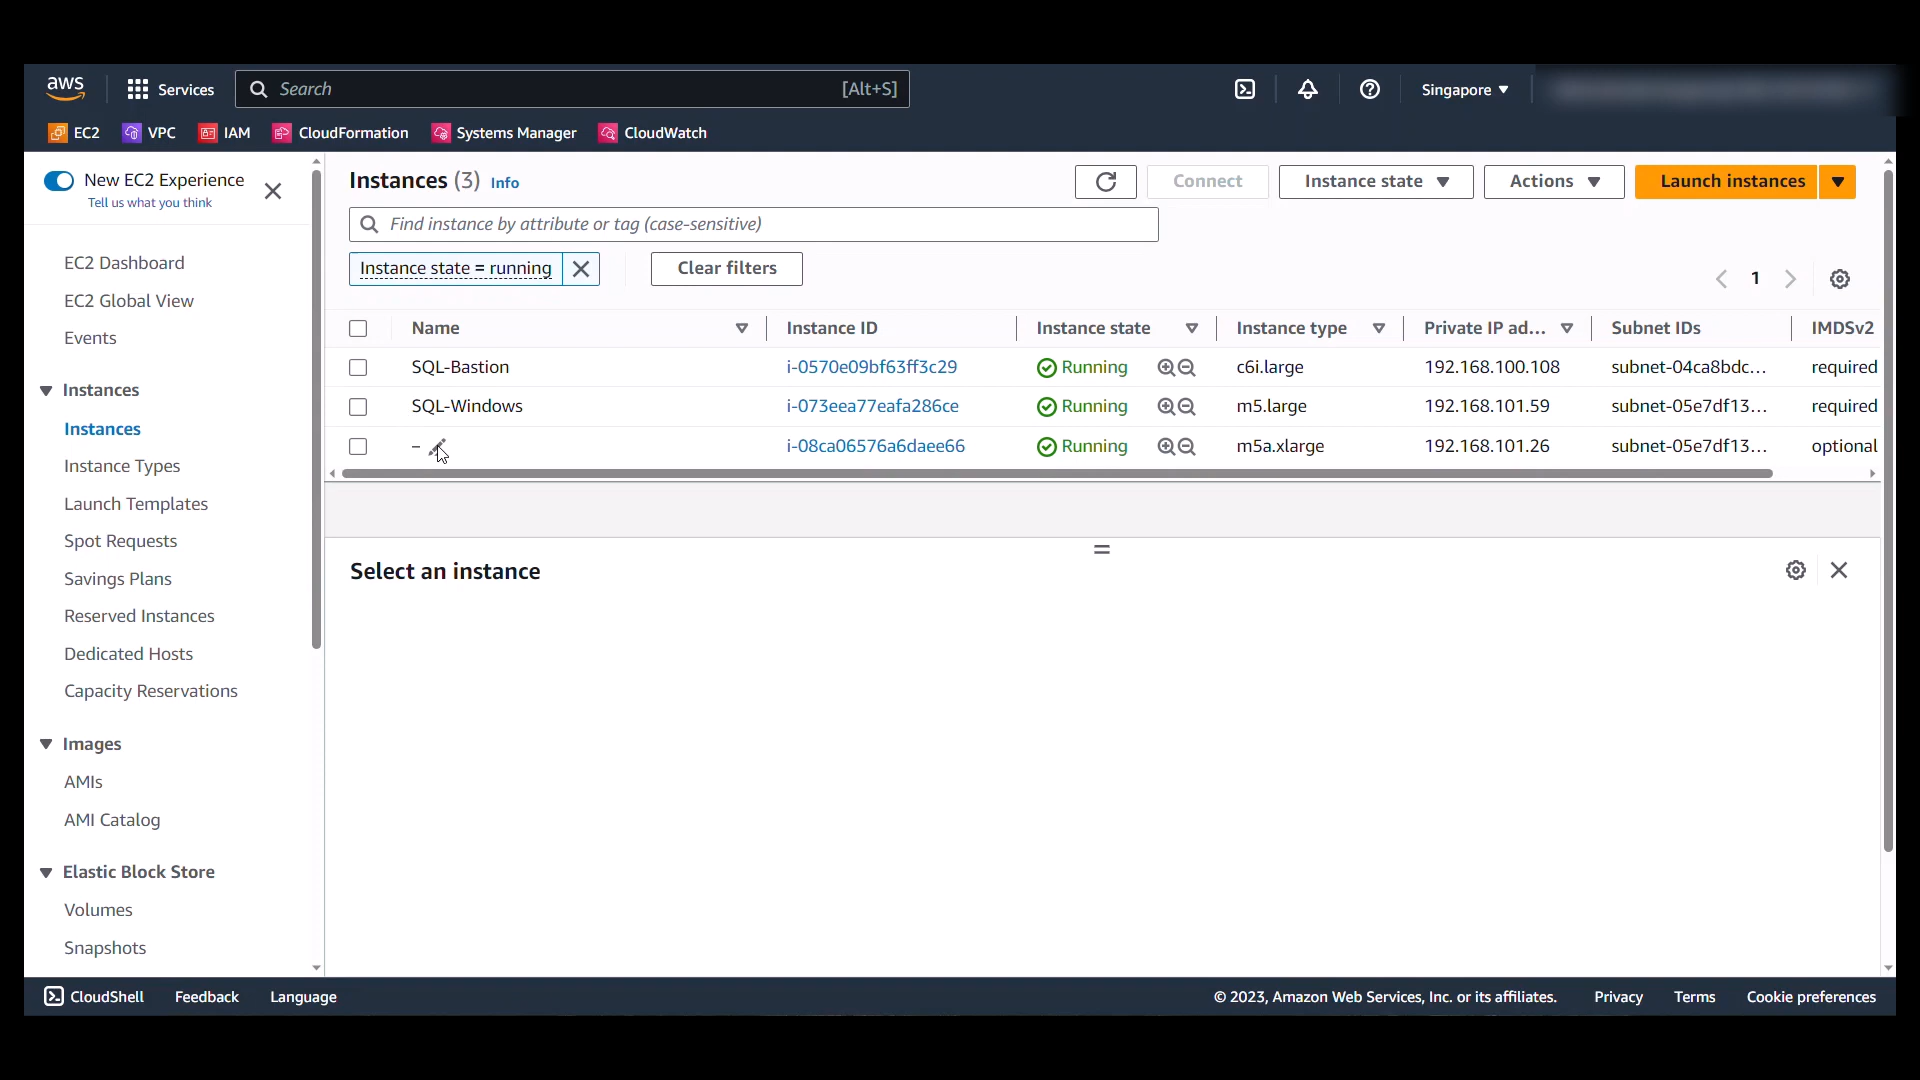 aws Services Search [Alt+S] Singapore
EC2 VPC IAM CloudFormation Systems Manager CloudWatch
New EC2 Experience
Tell us what you think
EC2 Dashboard
EC2 Global View
Events
Instances
Instances
Instance Types
Launch Templates
Spot Requests
Savings Plans
Reserved Instances
Dedicated Hosts
Capacity Reservations
Images
AMIs
AMI Catalog
Elastic Block Store
Volumes
Snapshots
Instances (3) Info Connect Instance state Actions Launch instances
Find instance by attribute or tag (case-sensitive)
Instance state = running Clear filters
1
Name Instance ID Instance state Instance type Private IP ad... Subnet IDs IMDSv2
SQL-Bastion i-0570e09bf63ff3c29 Running c6i.large 192.168.100.108 subnet-04ca8bdc... required
SQL-Windows i-073eea77eafa286ce Running m5.large 192.168.101.59 subnet-05e7df13... required
– i-08ca06576a6daee66 Running m5a.xlarge 192.168.101.26 subnet-05e7df13... optional
Select an instance
CloudShell Feedback Language © 2023, Amazon Web Services, Inc. or its affiliates. Privacy Terms Cookie preferences